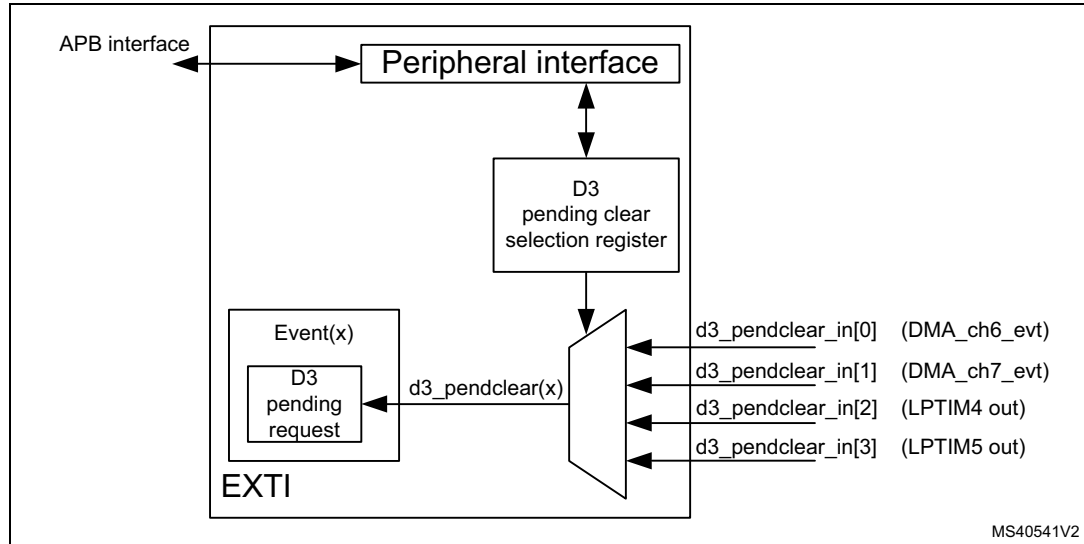 APB interface
Peripheral interface
D3
pending clear
selection register
Event(x)
D3
pending
request
d3_pendclear(x)
d3_pendclear_in[0] (DMA_ch6_evt)
d3_pendclear_in[1] (DMA_ch7_evt)
d3_pendclear_in[2] (LPTIM4 out)
d3_pendclear_in[3] (LPTIM5 out)
EXTI
MS40541V2